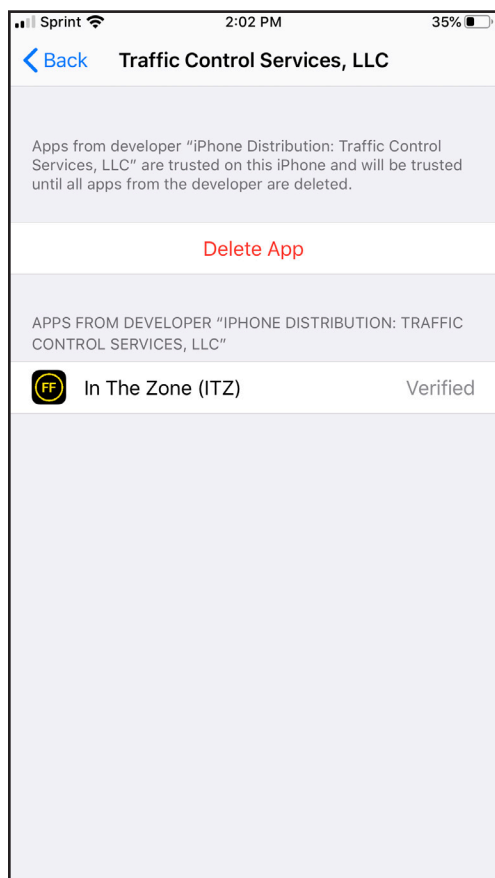 Sprint 2:02 PM 35%
Back Traffic Control Services, LLC
Apps from developer “iPhone Distribution: Traffic Control
Services, LLC” are trusted on this iPhone and will be trusted
until all apps from the developer are deleted.
Delete App
APPS FROM DEVELOPER “IPHONE DISTRIBUTION: TRAFFIC
CONTROL SERVICES, LLC”
FF In The Zone (ITZ) Verified